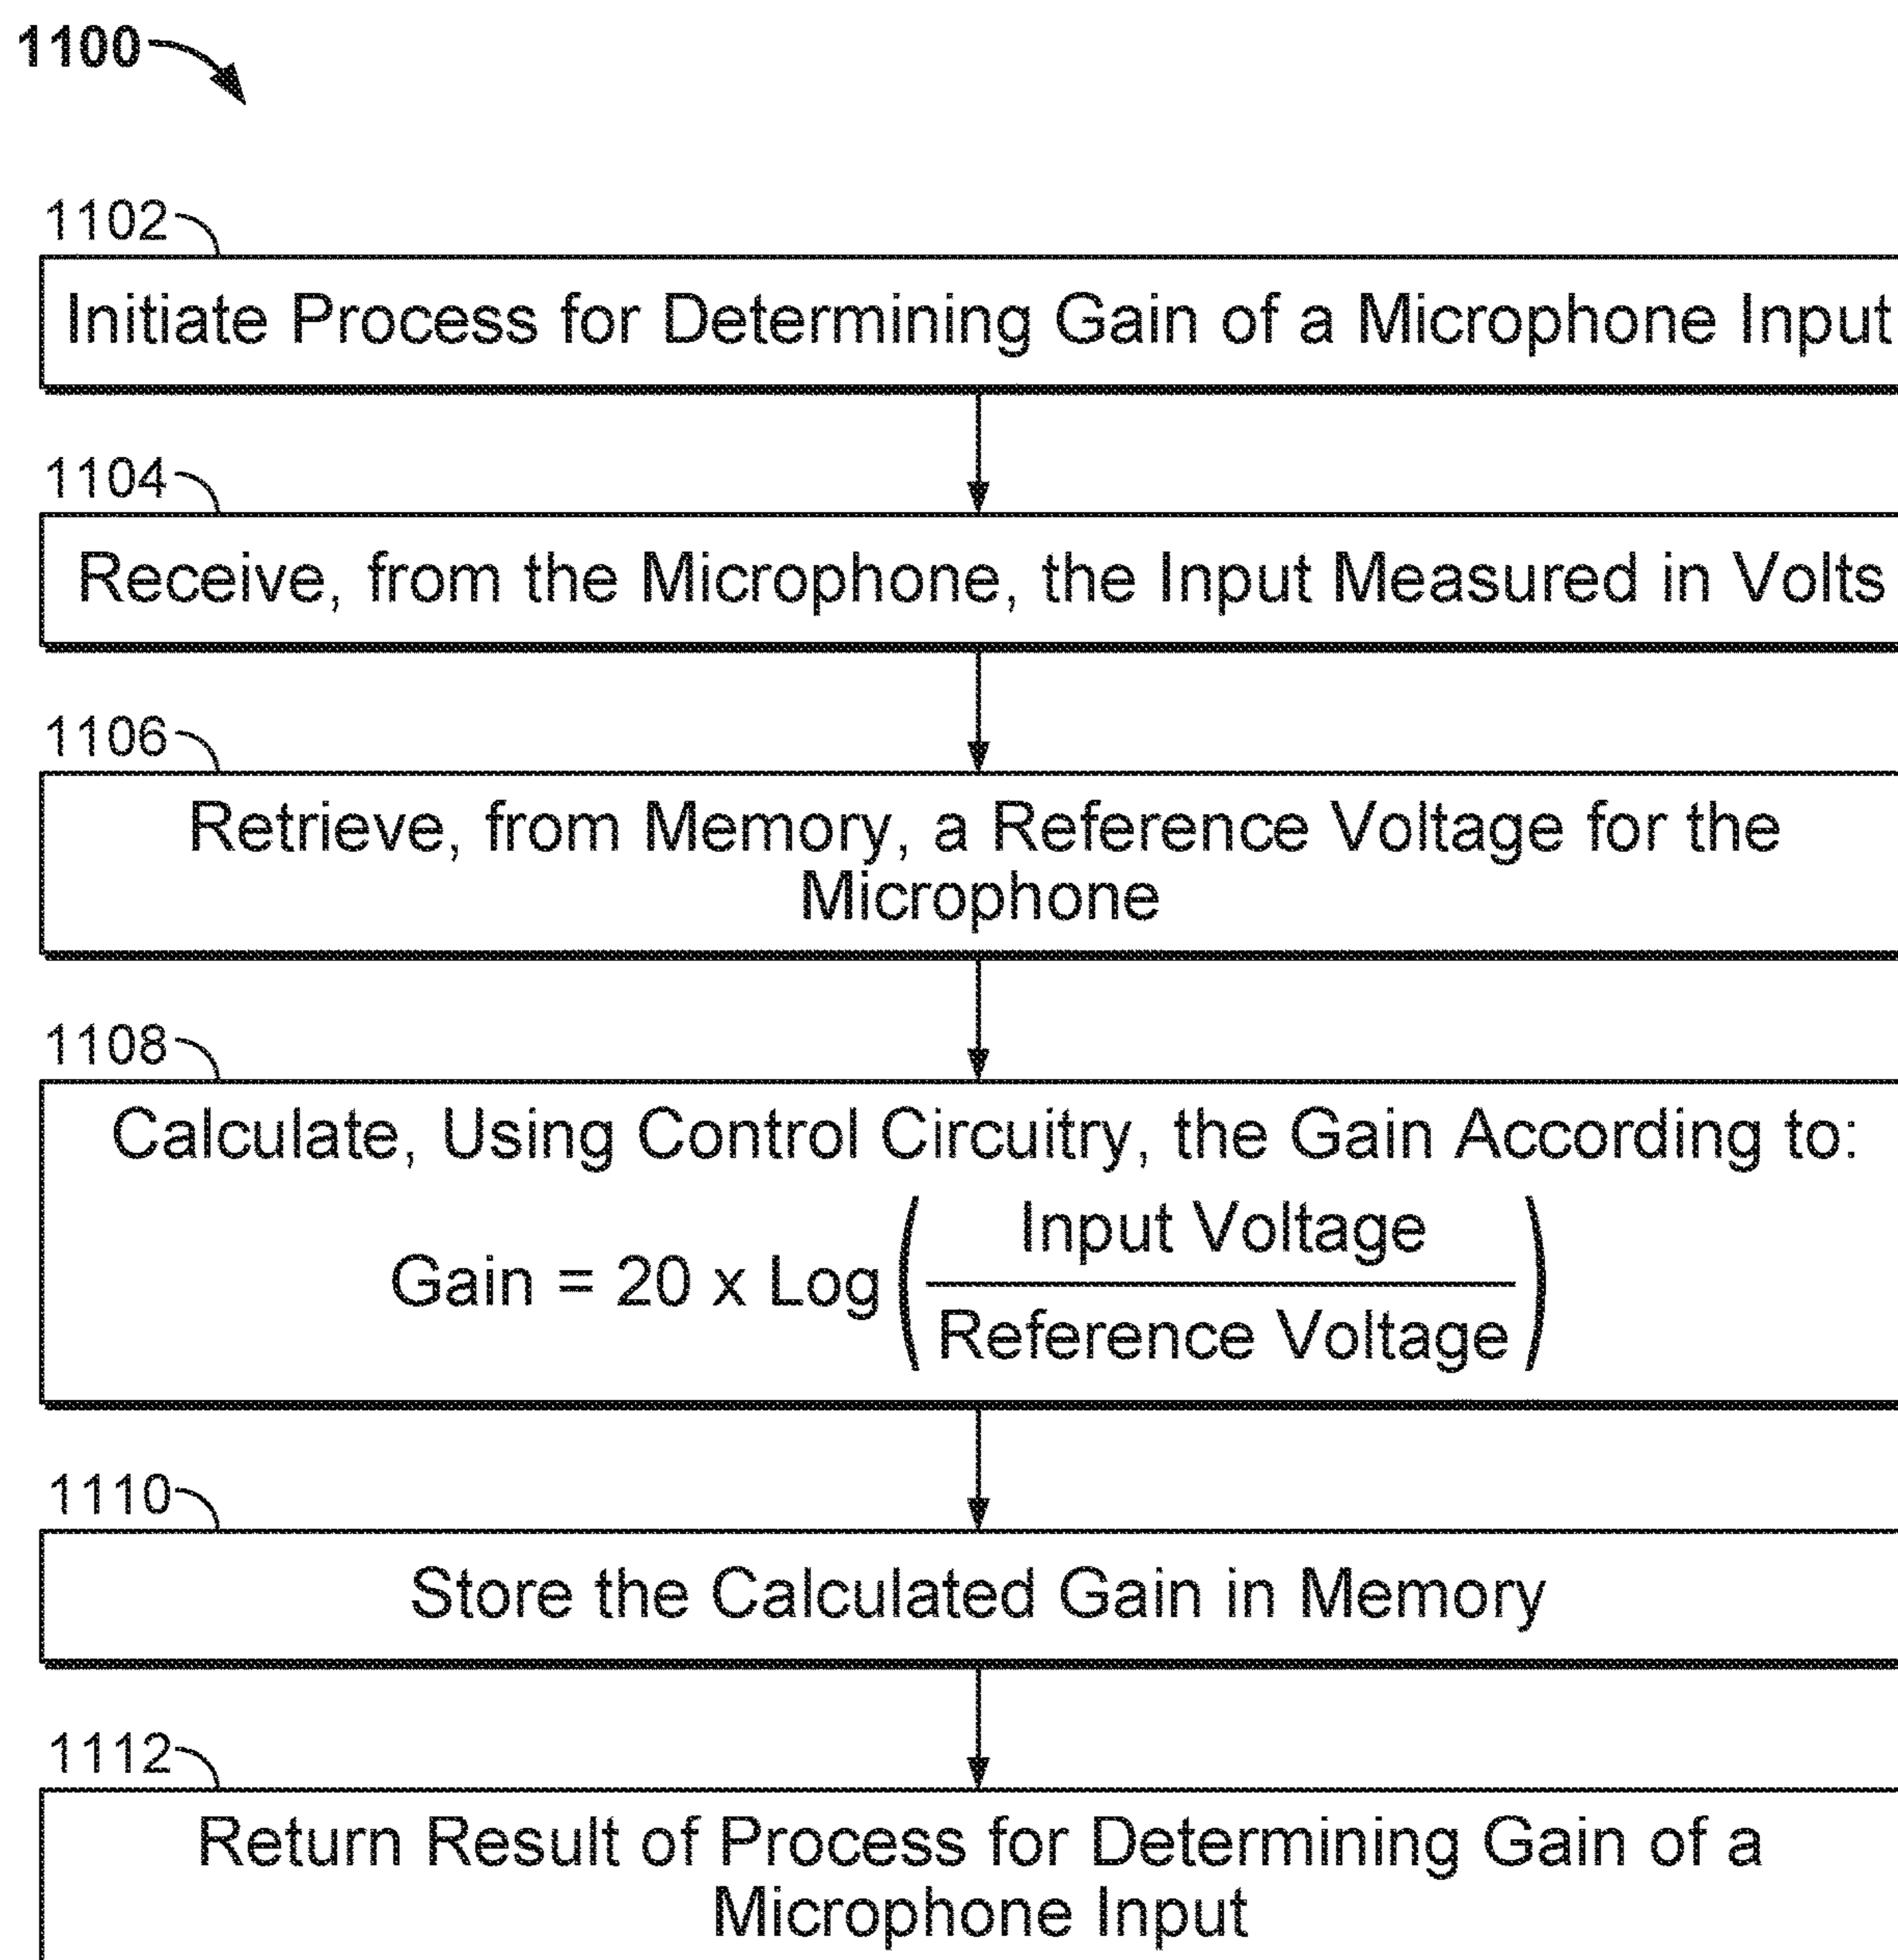 1100
1102
Initiate Process for Determining Gain of a Microphone Input
1104
Receive, from the Microphone, the Input Measured in Volts
1106
Retrieve, from Memory, a Reference Voltage for the
Microphone
1108
Calculate, Using Control Circuitry, the Gain According to:
Gain = 20 x Log (Input Voltage / Reference Voltage)
1110
Store the Calculated Gain in Memory
1112
Return Result of Process for Determining Gain of a
Microphone Input